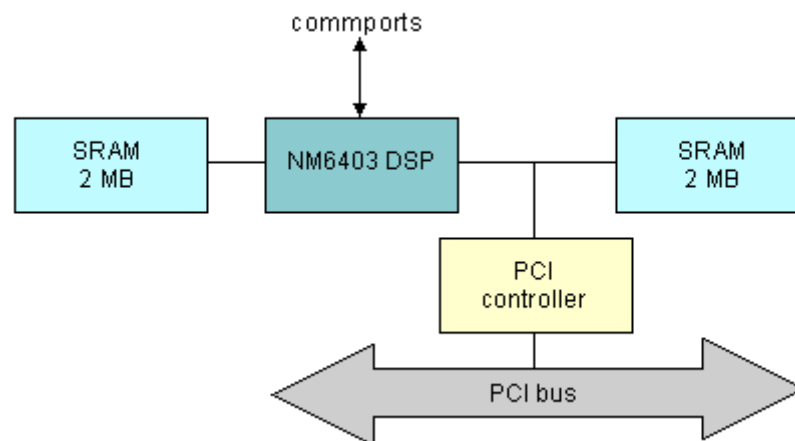 commports
SRAM
2 MB
NM6403 DSP
SRAM
2 MB
PCI
controller
PCI bus